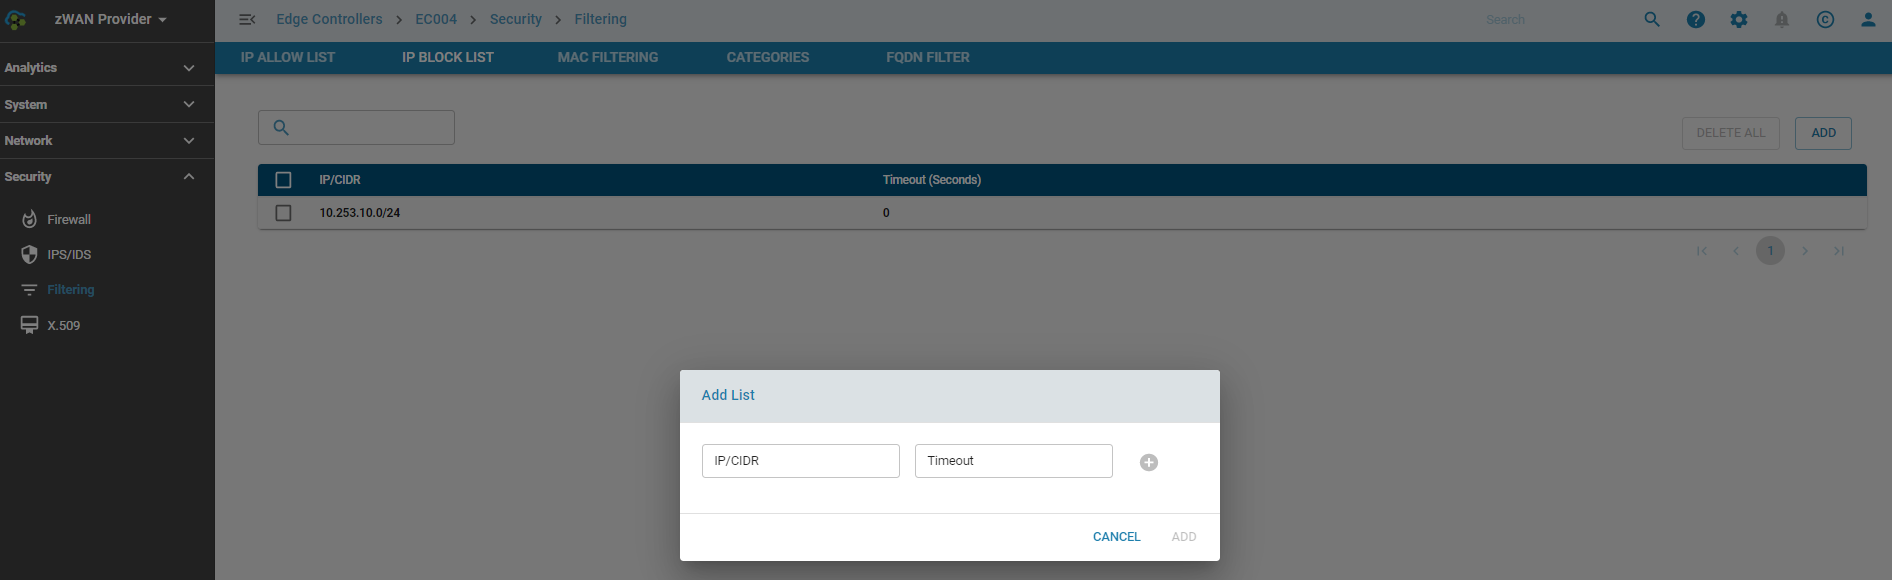 zWAN Provider
Edge Controllers > EC004 > Security > Filtering
Search
IP ALLOW LIST IP BLOCK LIST MAC FILTERING CATEGORIES FQDN FILTER
Analytics
System
Network
Security
Firewall
IPS/IDS
Filtering
X.509
DELETE ALL ADD
IP/CIDR Timeout (Seconds)
10.253.10.0/24 0
1
Add List
IP/CIDR Timeout
CANCEL ADD